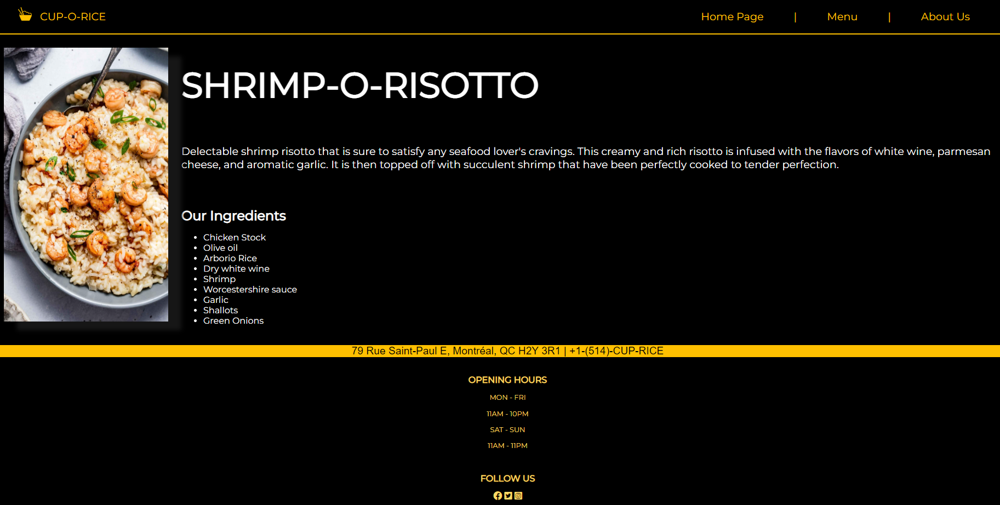 CUP-O-RICE
Home Page | Menu | About Us
SHRIMP-O-RISOTTO
Delectable shrimp risotto that is sure to satisfy any seafood lover's cravings. This creamy and rich risotto is infused with the flavors of white wine, parmesan
cheese, and aromatic garlic. It is then topped off with succulent shrimp that have been perfectly cooked to tender perfection.
Our Ingredients
• Chicken Stock
• Olive oil
• Arborio Rice
• Dry white wine
• Shrimp
• Worcestershire sauce
• Garlic
• Shallots
• Green Onions
79 Rue Saint-Paul E, Montréal, QC H2Y 3R1 | +1-(514)-CUP-RICE
OPENING HOURS
MON - FRI
11AM - 10PM
SAT - SUN
11AM - 11PM
FOLLOW US